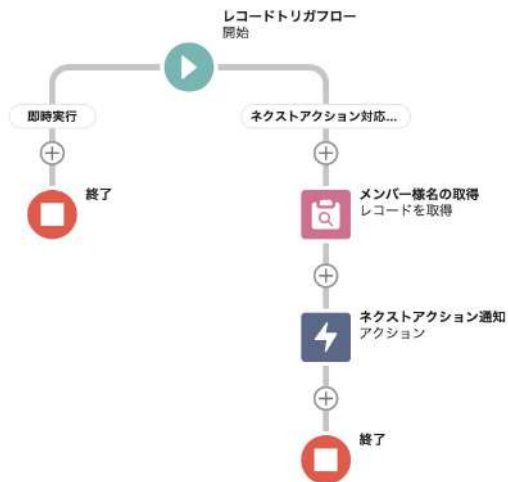 レコードトリガフロー
開始
即時実行
ネクストアクション対応...
終了
メンバー様名の取得
レコードを取得
ネクストアクション通知
アクション
終了